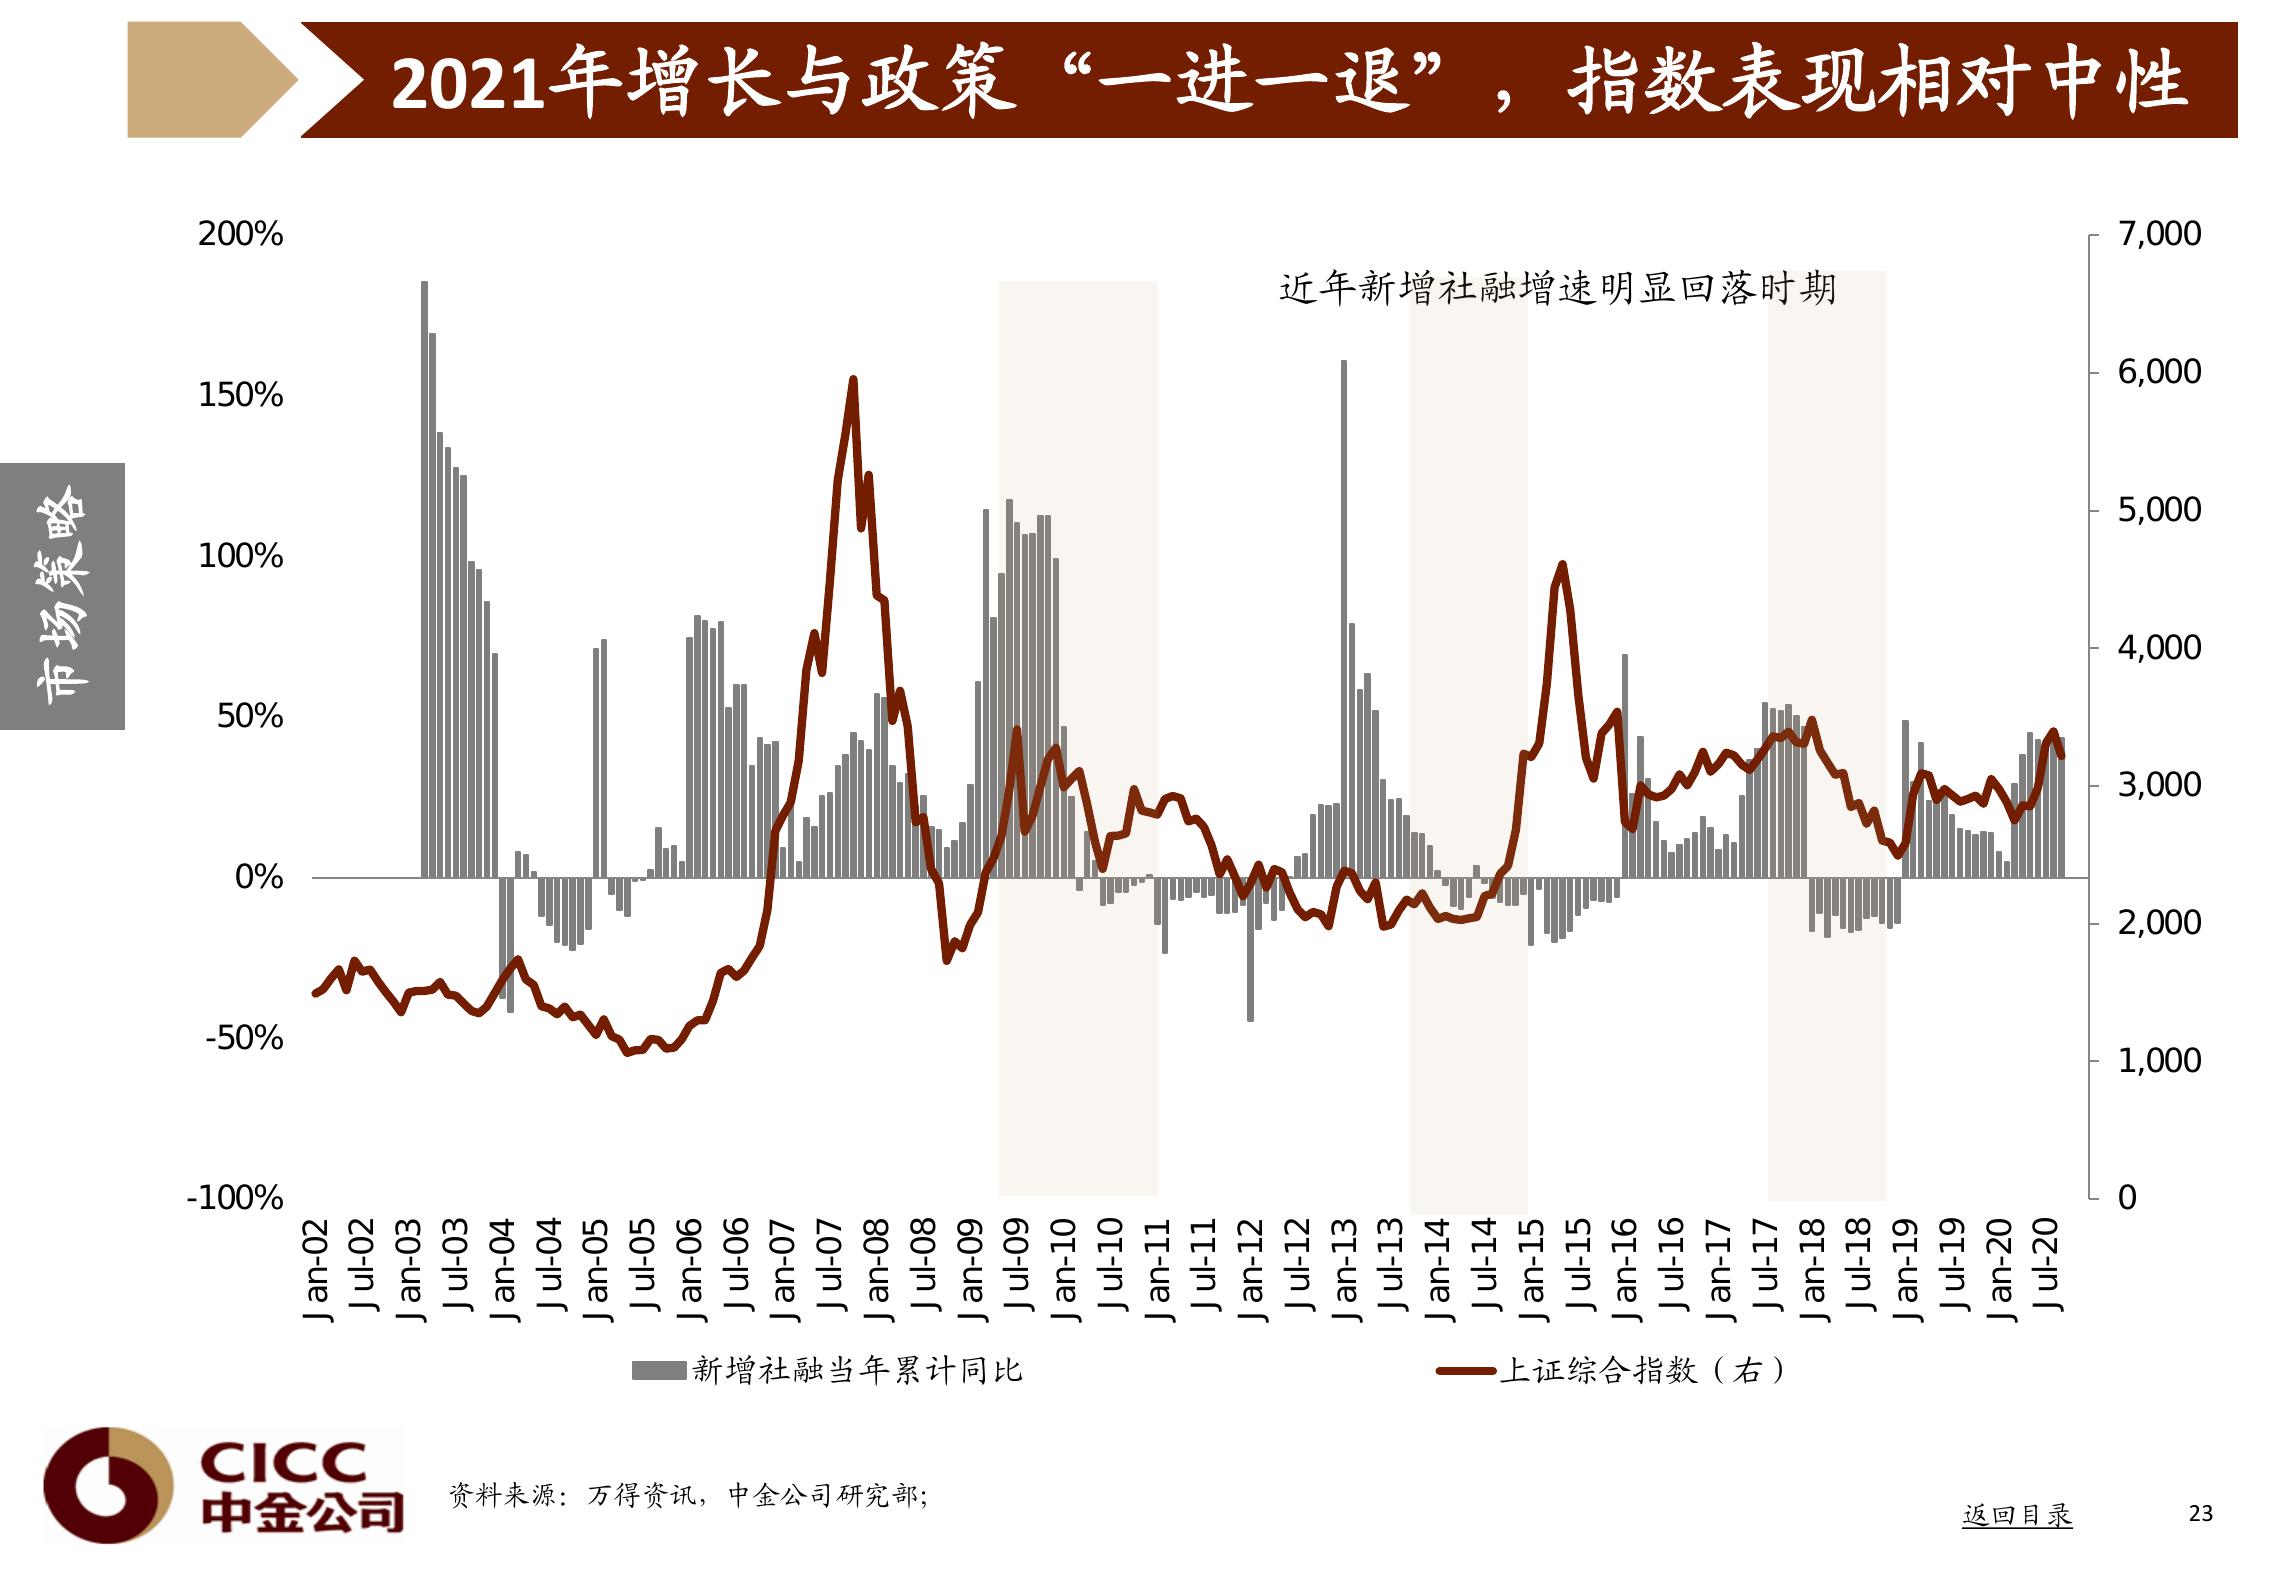 2021年增长与政策“一进一退”，指数表现相对中性
市场策略
近年新增社融增速明显回落时期
200%
150%
100%
50%
0%
-50%
-100%
7,000
6,000
5,000
4,000
3,000
2,000
1,000
0
Jan-02
Jul-02
Jan-03
Jul-03
Jan-04
Jul-04
Jan-05
Jul-05
Jan-06
Jul-06
Jan-07
Jul-07
Jan-08
Jul-08
Jan-09
Jul-09
Jan-10
Jul-10
Jan-11
Jul-11
Jan-12
Jul-12
Jan-13
Jul-13
Jan-14
Jul-14
Jan-15
Jul-15
Jan-16
Jul-16
Jan-17
Jul-17
Jan-18
Jul-18
Jan-19
Jul-19
Jan-20
Jul-20
新增社融当年累计同比
上证综合指数（右）
CICC
中金公司
资料来源：万得资讯，中金公司研究部；
返回目录
23